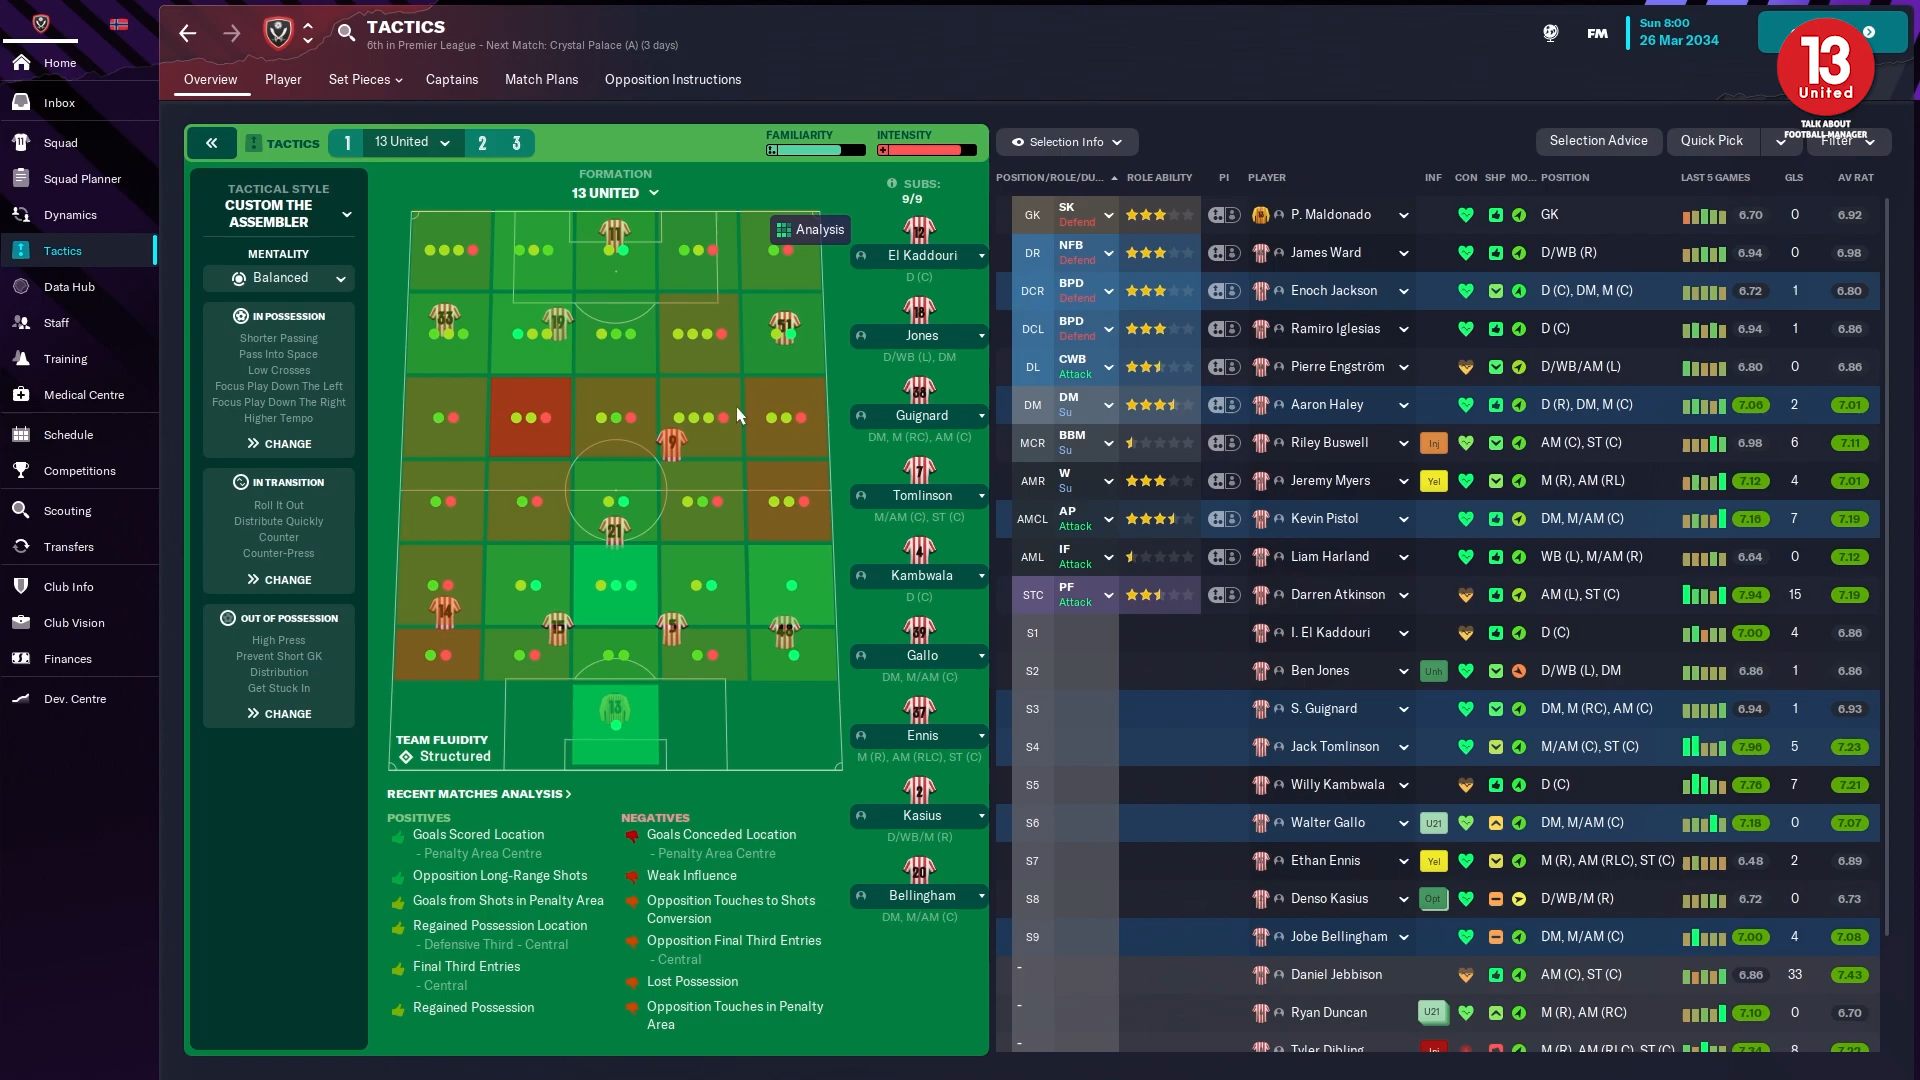 TACTICS
6th in Premier League - Next Match: Crystal Palace (A) (3 days)
FM
Sun 8:00
26 Mar 2034
13
United
TALK ABOUT
FOOTBALL MANAGER
Home
Inbox
Squad
Squad Planner
Dynamics
Tactics
Data Hub
Staff
Training
Medical Centre
Schedule
Competitions
Scouting
Transfers
Club Info
Club Vision
Finances
Dev. Centre
Overview
Player
Set Pieces
Captains
Match Plans
Opposition Instructions
TACTICS
1
13 United
2
3
FAMILIARITY
INTENSITY
TACTICAL STYLE
CUSTOM THE
ASSEMBLER
MENTALITY
Balanced
IN POSSESSION
Shorter Passing
Pass Into Space
Low Crosses
Focus Play Down The Left
Focus Play Down The Right
Higher Tempo
CHANGE
IN TRANSITION
Roll It Out
Distribute Quickly
Counter
Counter-Press
CHANGE
OUT OF POSSESSION
High Press
Prevent Short GK
Distribution
Get Stuck In
CHANGE
FORMATION
13 UNITED
Analysis
TEAM FLUIDITY
Structured
SUBS:
9/9
12
El Kaddouri
D (C)
18
Jones
D/WB (L), DM
38
Guignard
DM, M (RC), AM (C)
7
Tomlinson
M/AM (C), ST (C)
4
Kambwala
D (C)
39
Gallo
DM, M/AM (C)
37
Ennis
M (R), AM (RLC), ST (C)
2
Kasius
D/WB/M (R)
20
Bellingham
DM, M/AM (C)
RECENT MATCHES ANALYSIS
POSITIVES
Goals Scored Location
- Penalty Area Centre
Opposition Long-Range Shots
Goals from Shots in Penalty Area
Regained Possession Location
- Defensive Third - Central
Final Third Entries
- Central
Regained Possession
NEGATIVES
Goals Conceded Location
- Penalty Area Centre
Weak Influence
Opposition Touches to Shots
Conversion
Opposition Final Third Entries
- Central
Lost Possession
Opposition Touches in Penalty
Area
Selection Info
Selection Advice
Quick Pick
Filter
POSITION/ROLE/DU... ROLE ABILITY PI PLAYER INF CON SHP MO... POSITION LAST 5 GAMES GLS AV RAT
GK SK Defend P. Maldonado GK 6.70 0 6.92
DR NFB Defend James Ward D/WB (R) 6.94 0 6.98
DCR BPD Defend Enoch Jackson D (C), DM, M (C) 6.72 1 6.80
DCL BPD Defend Ramiro Iglesias D (C) 6.94 1 6.86
DL CWB Attack Pierre Engström D/WB/AM (L) 6.80 0 6.86
DM DM Su Aaron Haley D (R), DM, M (C) 7.06 2 7.01
MCR BBM Su Riley Buswell Inj AM (C), ST (C) 6.98 6 7.11
AMR W Su Jeremy Myers Yel M (R), AM (RL) 7.12 4 7.01
AMCL AP Attack Kevin Pistol DM, M/AM (C) 7.16 7 7.19
AML IF Attack Liam Harland WB (L), M/AM (R) 6.64 0 7.12
STC PF Attack Darren Atkinson AM (L), ST (C) 7.94 15 7.19
S1 I. El Kaddouri D (C) 7.00 4 6.86
S2 Ben Jones Unh D/WB (L), DM 6.86 1 6.86
S3 S. Guignard DM, M (RC), AM (C) 6.94 1 6.93
S4 Jack Tomlinson M/AM (C), ST (C) 7.96 5 7.23
S5 Willy Kambwala D (C) 7.76 7 7.21
S6 Walter Gallo U21 DM, M/AM (C) 7.18 0 7.07
S7 Ethan Ennis Yel M (R), AM (RLC), ST (C) 6.48 2 6.89
S8 Denso Kasius Opt D/WB/M (R) 6.72 0 6.73
S9 Jobe Bellingham DM, M/AM (C) 7.00 4 7.08
- Daniel Jebbison AM (C), ST (C) 6.86 33 7.43
- Ryan Duncan U21 M (R), AM (RC) 7.10 0 6.70
- Tyler Dibling Inj M (R), AM (RLC), ST (C) 7.34 8